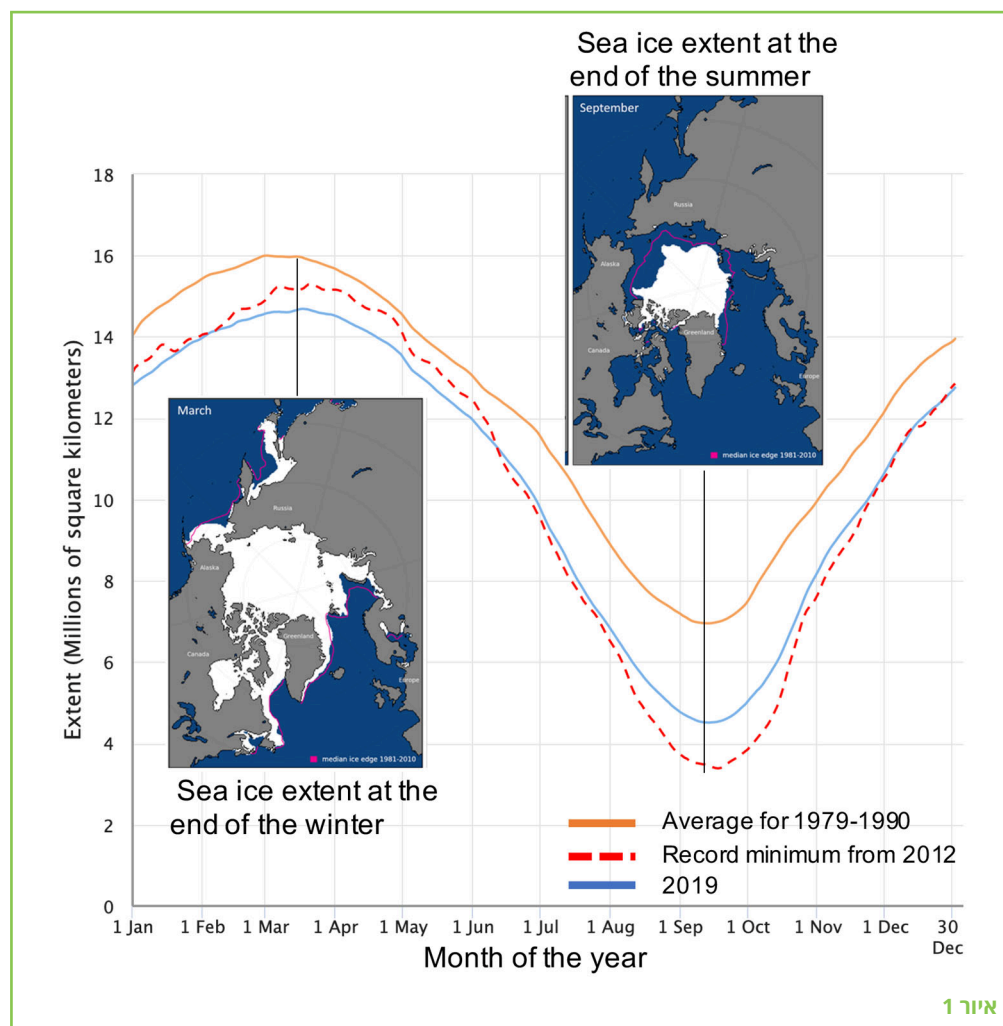 Sea ice extent at the
end of the summer
September
Russia
Alaska
Greenland
Canada
Europe
median ice edge 1981-2010
18
16
14
12
10
8
6
4
2
0
Extent (Millions of square kilometers)
March
Russia
Alaska
Greenland
Canada
Europe
median ice edge 1981-2010
Sea ice extent at the
end of the winter
Average for 1979-1990
Record minimum from 2012
2019
1 Jan
1 Feb
1 Mar
1 Apr
1 May
1 Jun
1 Jul
1 Aug
1 Sep
1 Oct
1 Nov
1 Dec
30
Dec
Month of the year
איור 1